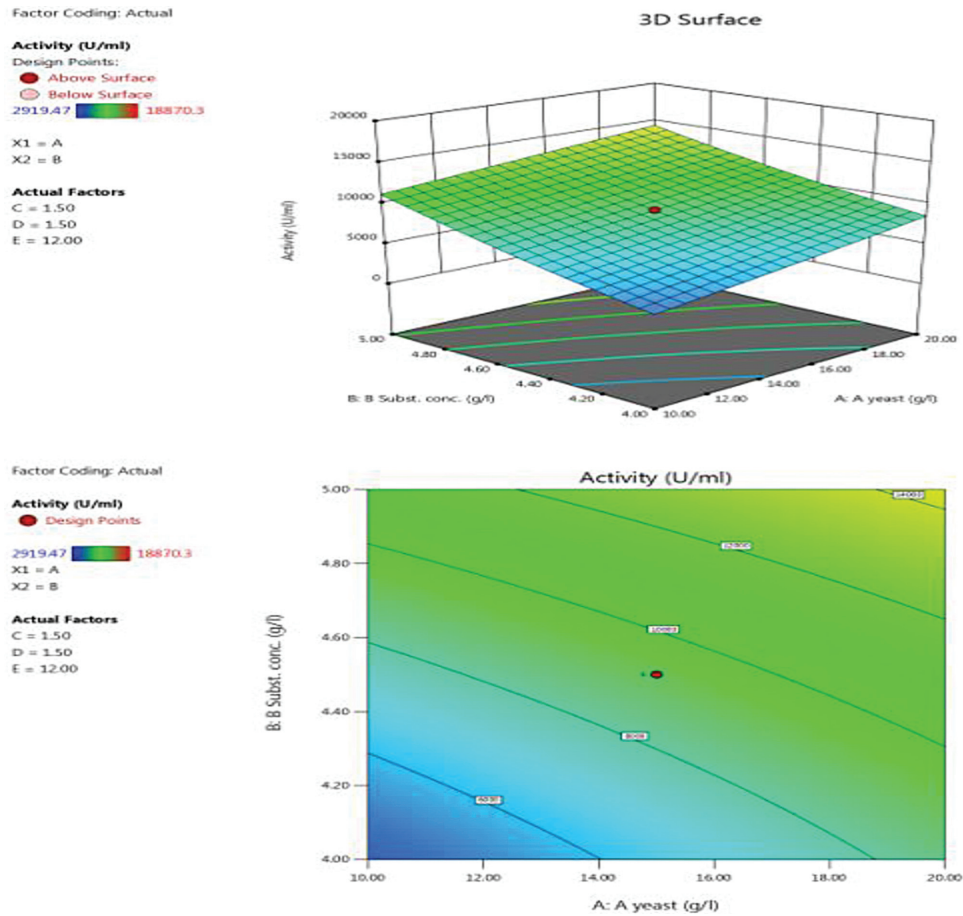 Factor Coding: Actual
3D Surface
Activity (U/ml)
Design Points:
Above Surface
Below Surface
2919.47 18870.3
X1 = A
X2 = B
Actual Factors
C = 1.50
D = 1.50
E = 12.00
20000
15000
10000
5000
0
Activity (U/ml)
5.00
4.80
4.60
4.40
4.20
4.00
B: B Subst. conc. (g/l)
10.00
12.00
14.00
16.00
18.00
20.00
A: A yeast (g/l)
Factor Coding: Actual
Activity (U/ml)
Activity (U/ml)
Design Points
2919.47 18870.3
X1 = A
X2 = B
Actual Factors
C = 1.50
D = 1.50
E = 12.00
5.00
4.80
4.60
4.40
4.20
4.00
B: B Subst. conc. (g/l)
14000
12000
10000
8000
6000
10.00 12.00 14.00 16.00 18.00 20.00
A: A yeast (g/l)